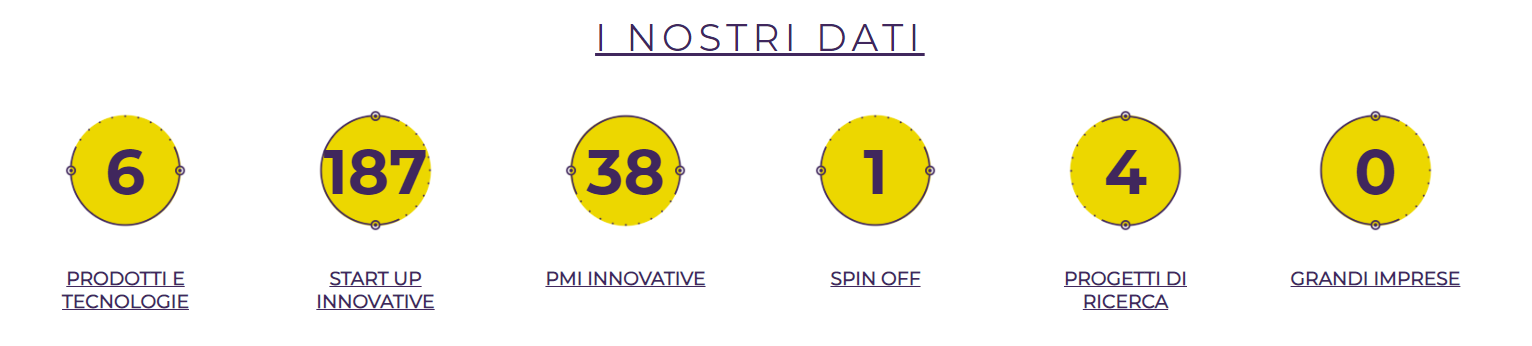 I NOSTRI DATI
6
187
38
1
4
0
PRODOTTI E
TECNOLOGIE
START UP
INNOVATIVE
PMI INNOVATIVE
SPIN OFF
PROGETTI DI
RICERCA
GRANDI IMPRESE